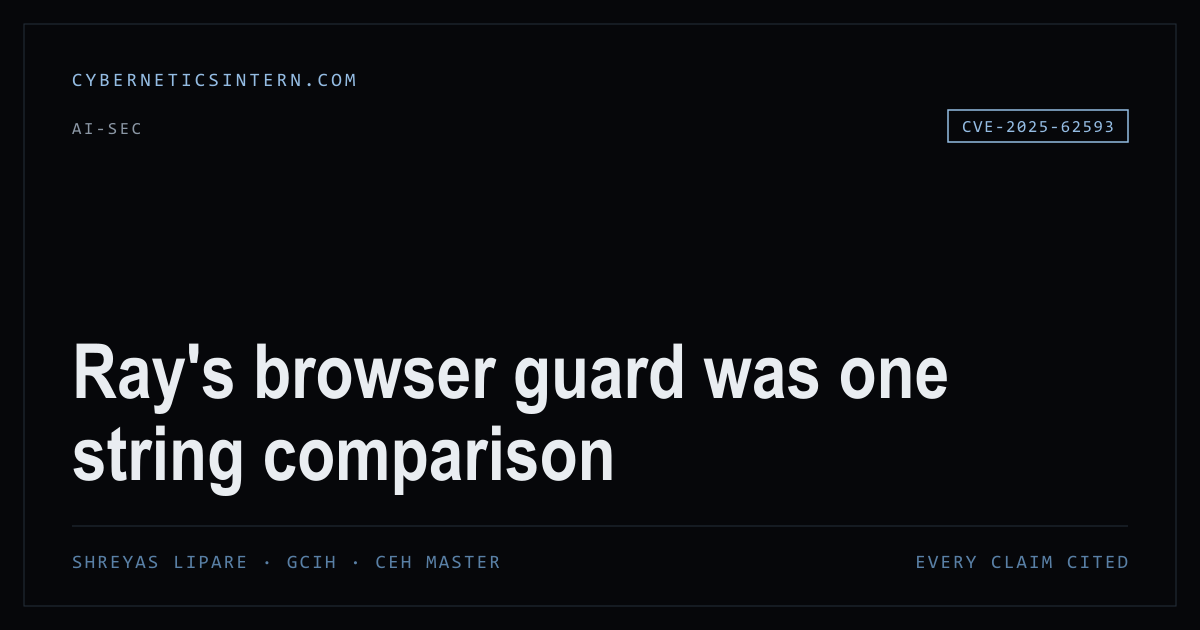 CYBERNETICSINTERN.COM
AI-SEC
CVE-2025-62593
Ray's browser guard was one
string comparison
SHREYAS LIPARE · GCIH · CEH MASTER
EVERY CLAIM CITED